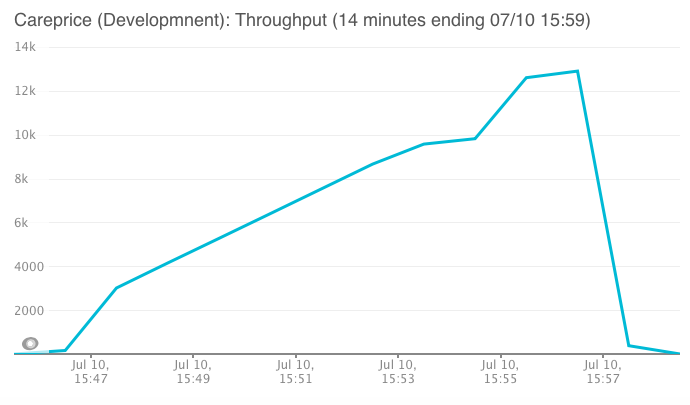 Careprice (Developmnent): Throughput (14 minutes ending 07/10 15:59)
14k
12k
10k
8k
6k
4000
2000
Jul 10, Jul 10, Jul 10, Jul 10, Jul 10, Jul 10,
15:47 15:49 15:51 15:53 15:55 15:57